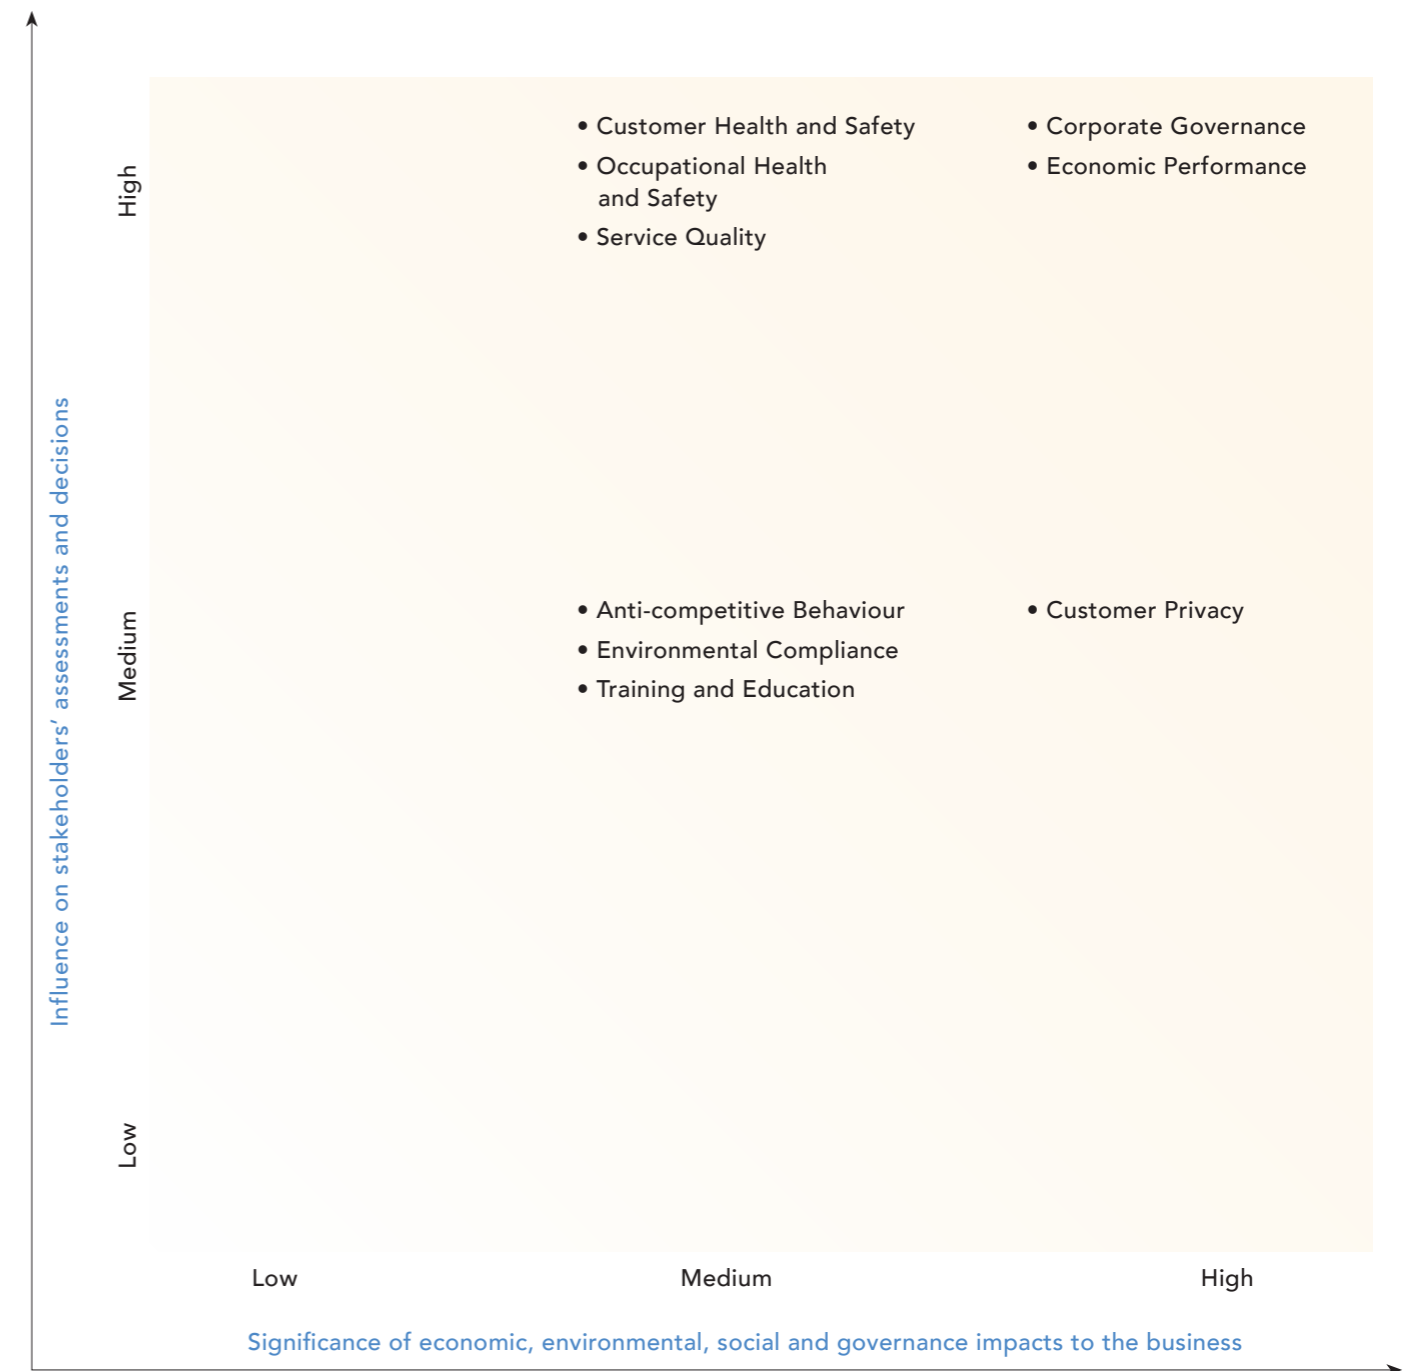 Influence on stakeholders’ assessments and decisions
High
• Customer Health and Safety
• Occupational Health
and Safety
• Service Quality
• Corporate Governance
• Economic Performance
Medium
• Anti-competitive Behaviour
• Environmental Compliance
• Training and Education
• Customer Privacy
Low
Low
Medium
High
Significance of economic, environmental, social and governance impacts to the business